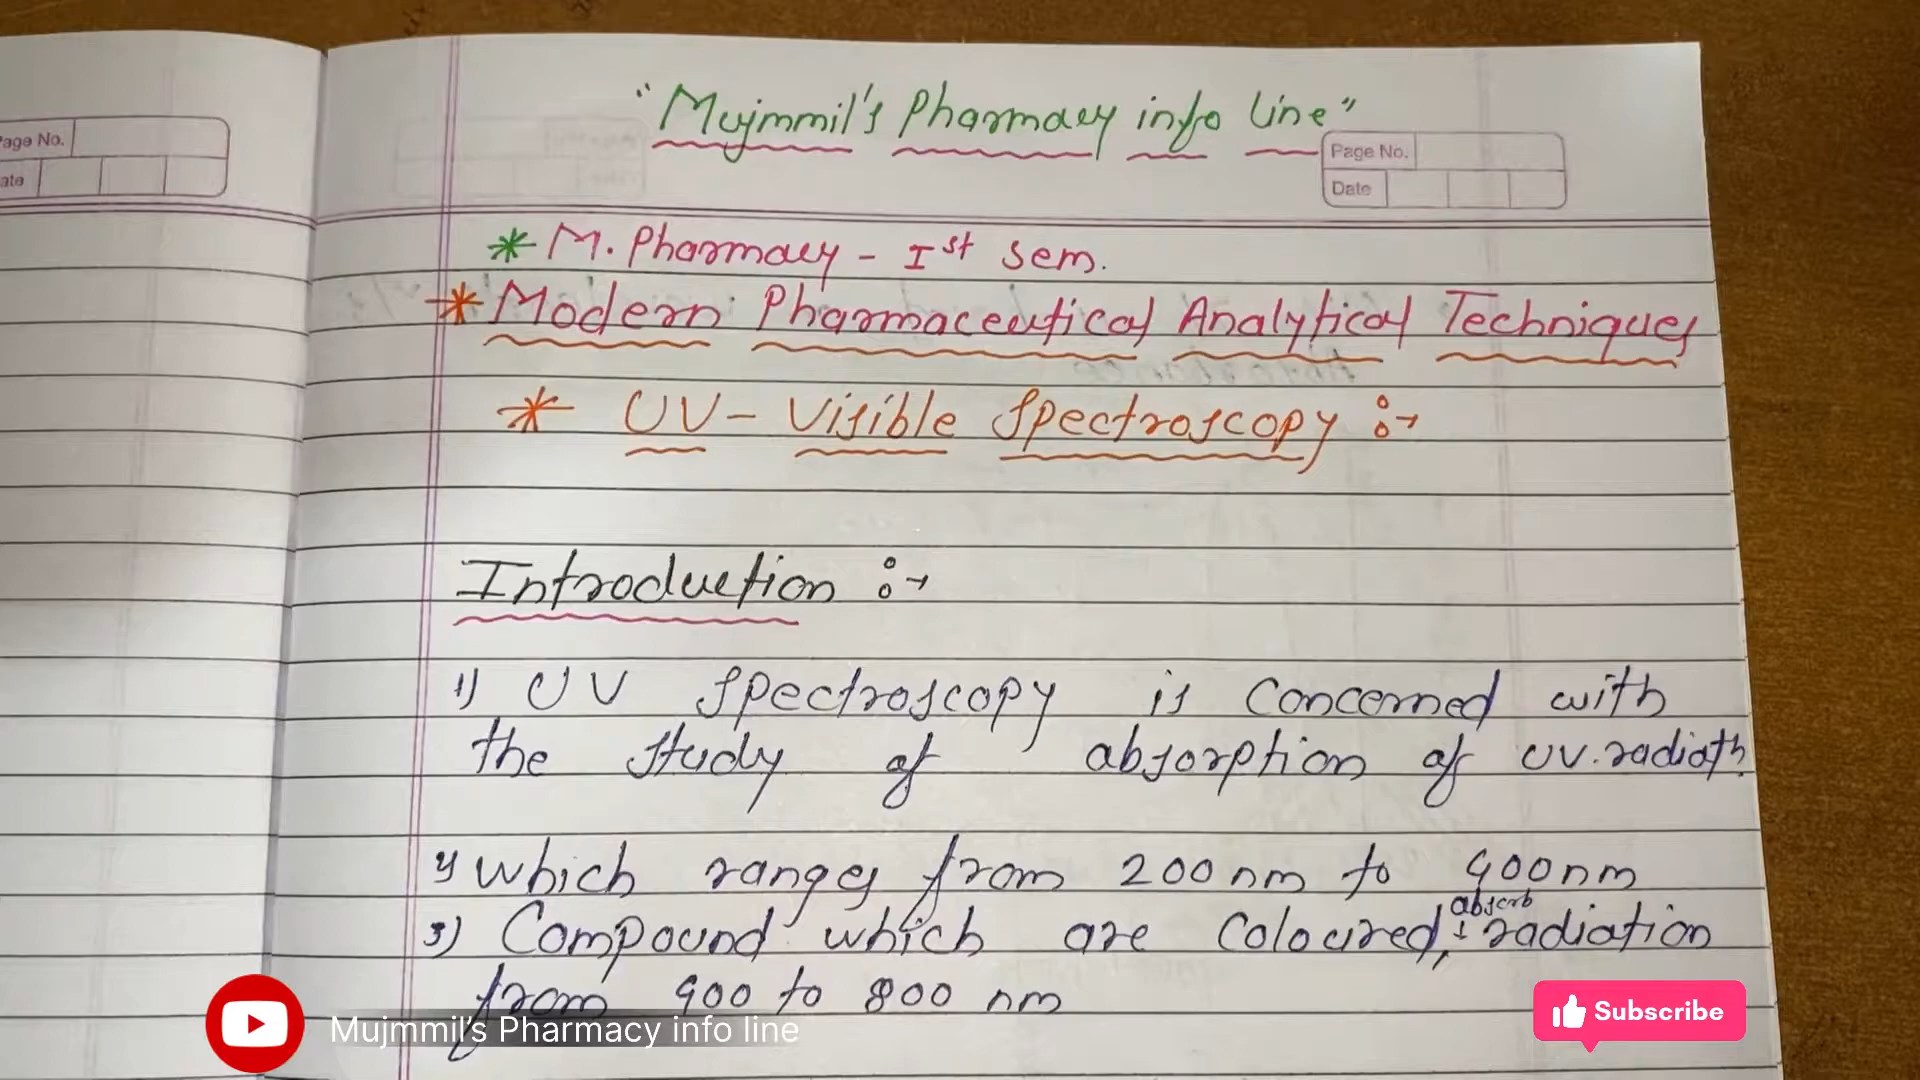 "Mujmmil's Pharmacy info line"
Page No.
Date
Page No.
Date
* M. Pharmacy - Ist Sem.
* Modern Pharmaceutical Analytical Techniques
* UV - Visible Spectroscopy :-
Introduction :-
1) UV Spectroscopy is concerned with
the study of absorption of UV. radiatn.
2) which ranges from 200 nm to 400 nm
absorb
3) Compound which are coloured, radiation
from 400 to 800 nm
Mujmmil's Pharmacy info line
Subscribe